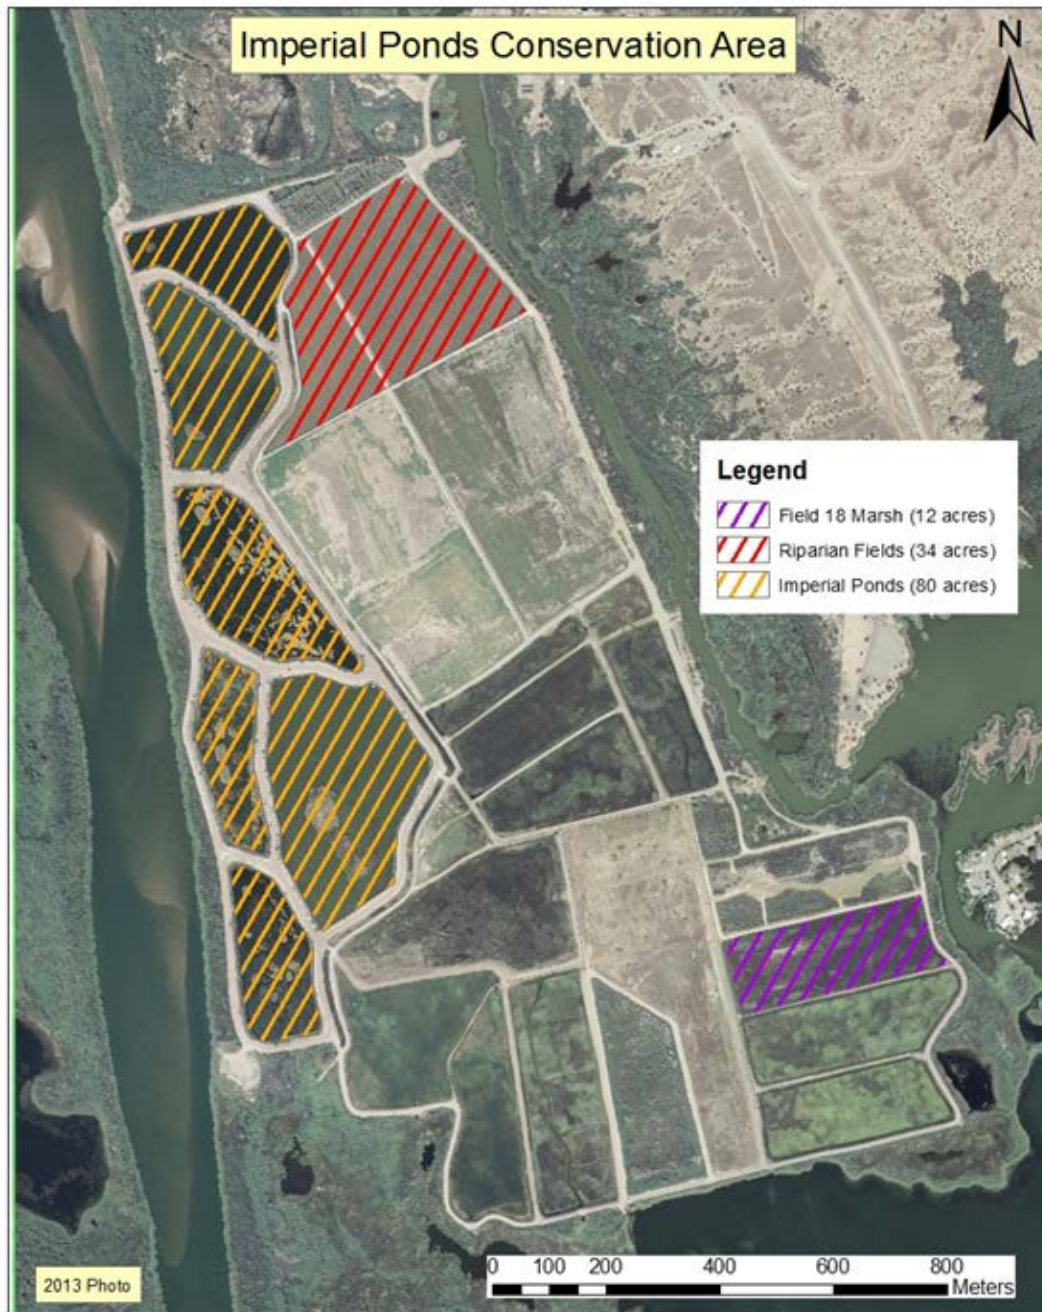 Imperial Ponds Conservation Area
N
Legend
Field 18 Marsh (12 acres)
Riparian Fields (34 acres)
Imperial Ponds (80 acres)
2013 Photo
0 100 200 400 600 800
Meters